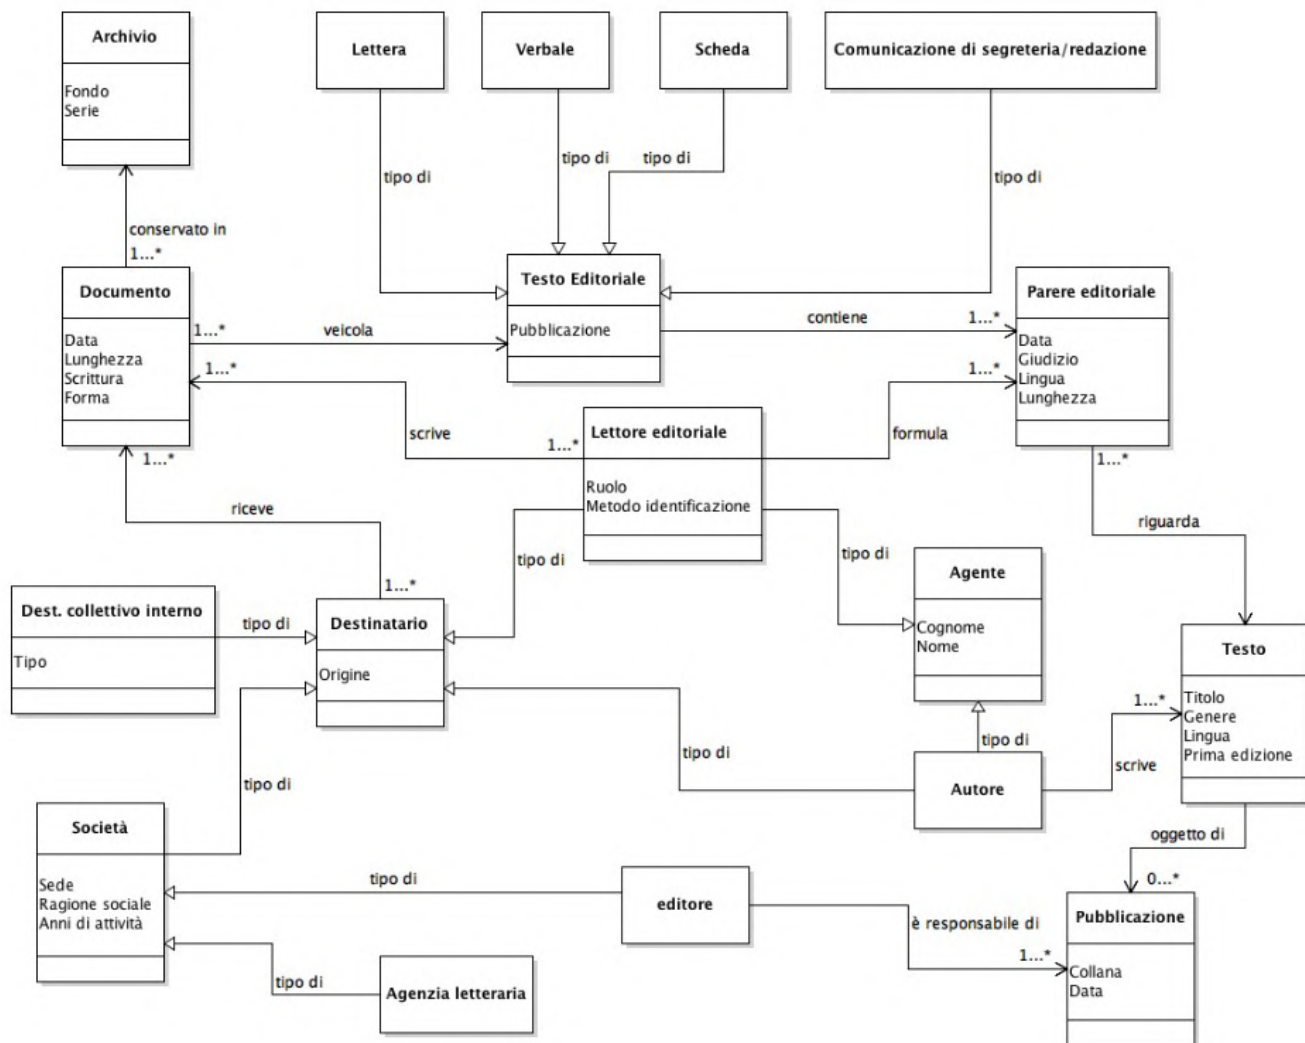 Archivio
Fondo
Serie
Lettera
Verbale
Scheda
Comunicazione di segreteria/redazione
tipo di
tipo di
tipo di
tipo di
conservato in
1...*
Documento
Data
Lunghezza
Scrittura
Forma
1...*
veicola
1...*
Testo Editoriale
Pubblicazione
contiene
1...*
1...*
Parere editoriale
Data
Giudizio
Lingua
Lunghezza
scrive
1...*
Lettore editoriale
Ruolo
Metodo identificazione
formula
1...*
1...*
riceve
riguarda
tipo di
tipo di
1...*
Agente
Cognome
Nome
Dest. collettivo interno
Tipo
tipo di
Destinatario
Origine
Testo
Titolo
Genere
Lingua
Prima edizione
1...*
scrive
tipo di
tipo di
Autore
tipo di
Società
Sede
Ragione sociale
Anni di attività
oggetto di
0...*
tipo di
editore
è responsabile di
1...*
Pubblicazione
Collana
Data
tipo di
Agenzia letteraria